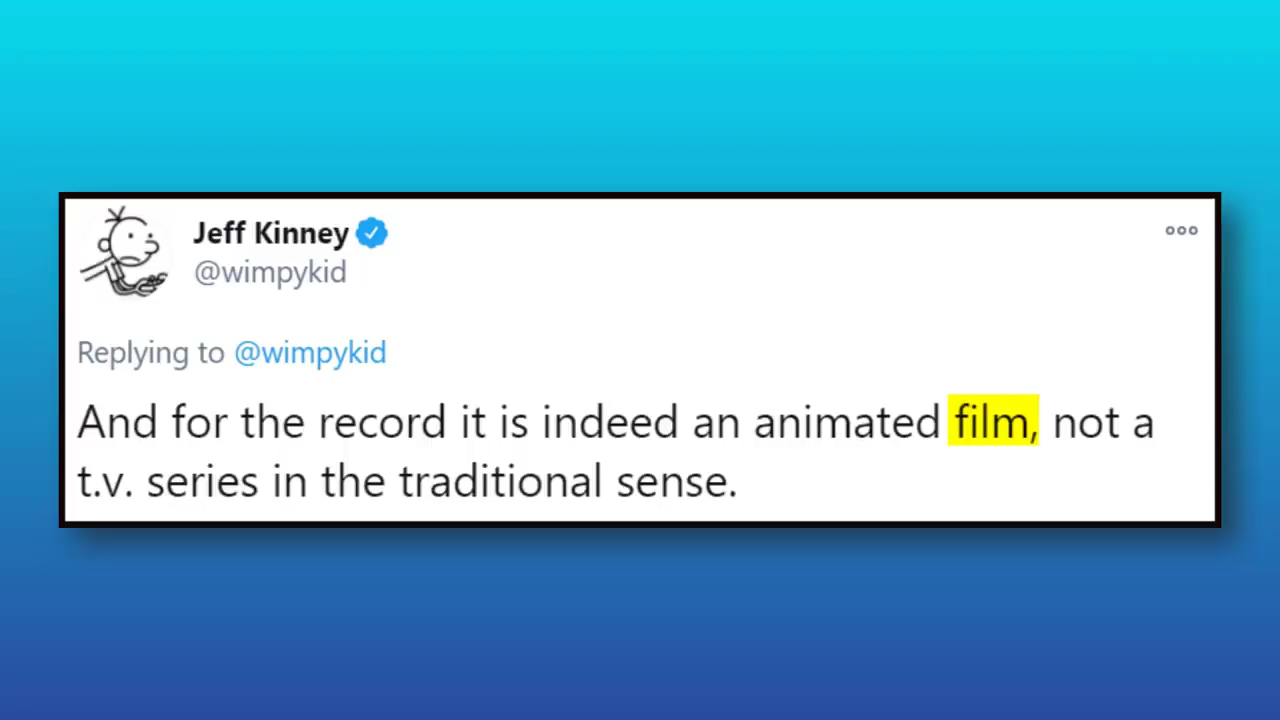 Jeff Kinney
@wimpykid
Replying to @wimpykid
And for the record it is indeed an animated film, not a
t.v. series in the traditional sense.